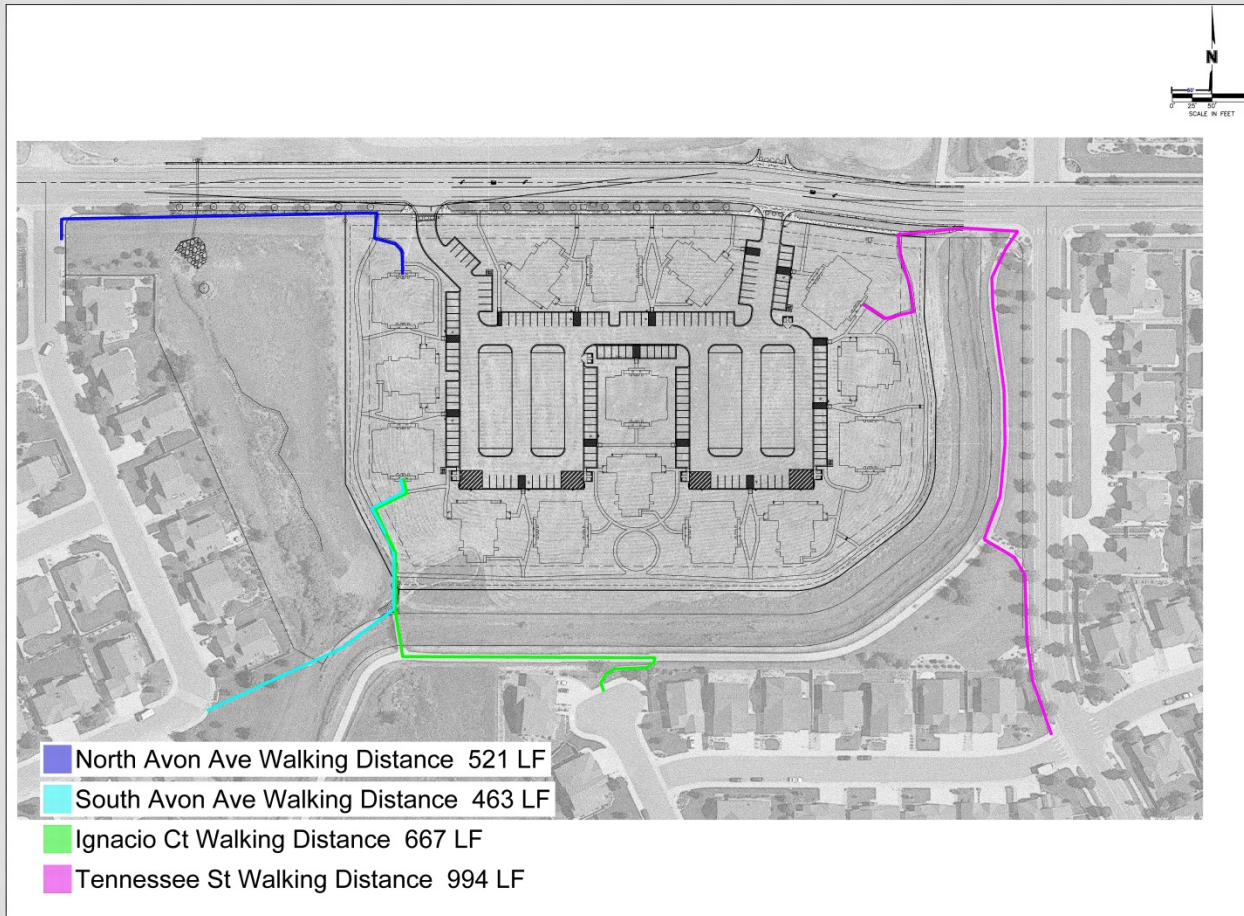 N
60'
0' 25' 50'
SCALE IN FEET
North Avon Ave Walking Distance 521 LF
South Avon Ave Walking Distance 463 LF
Ignacio Ct Walking Distance 667 LF
Tennessee St Walking Distance 994 LF